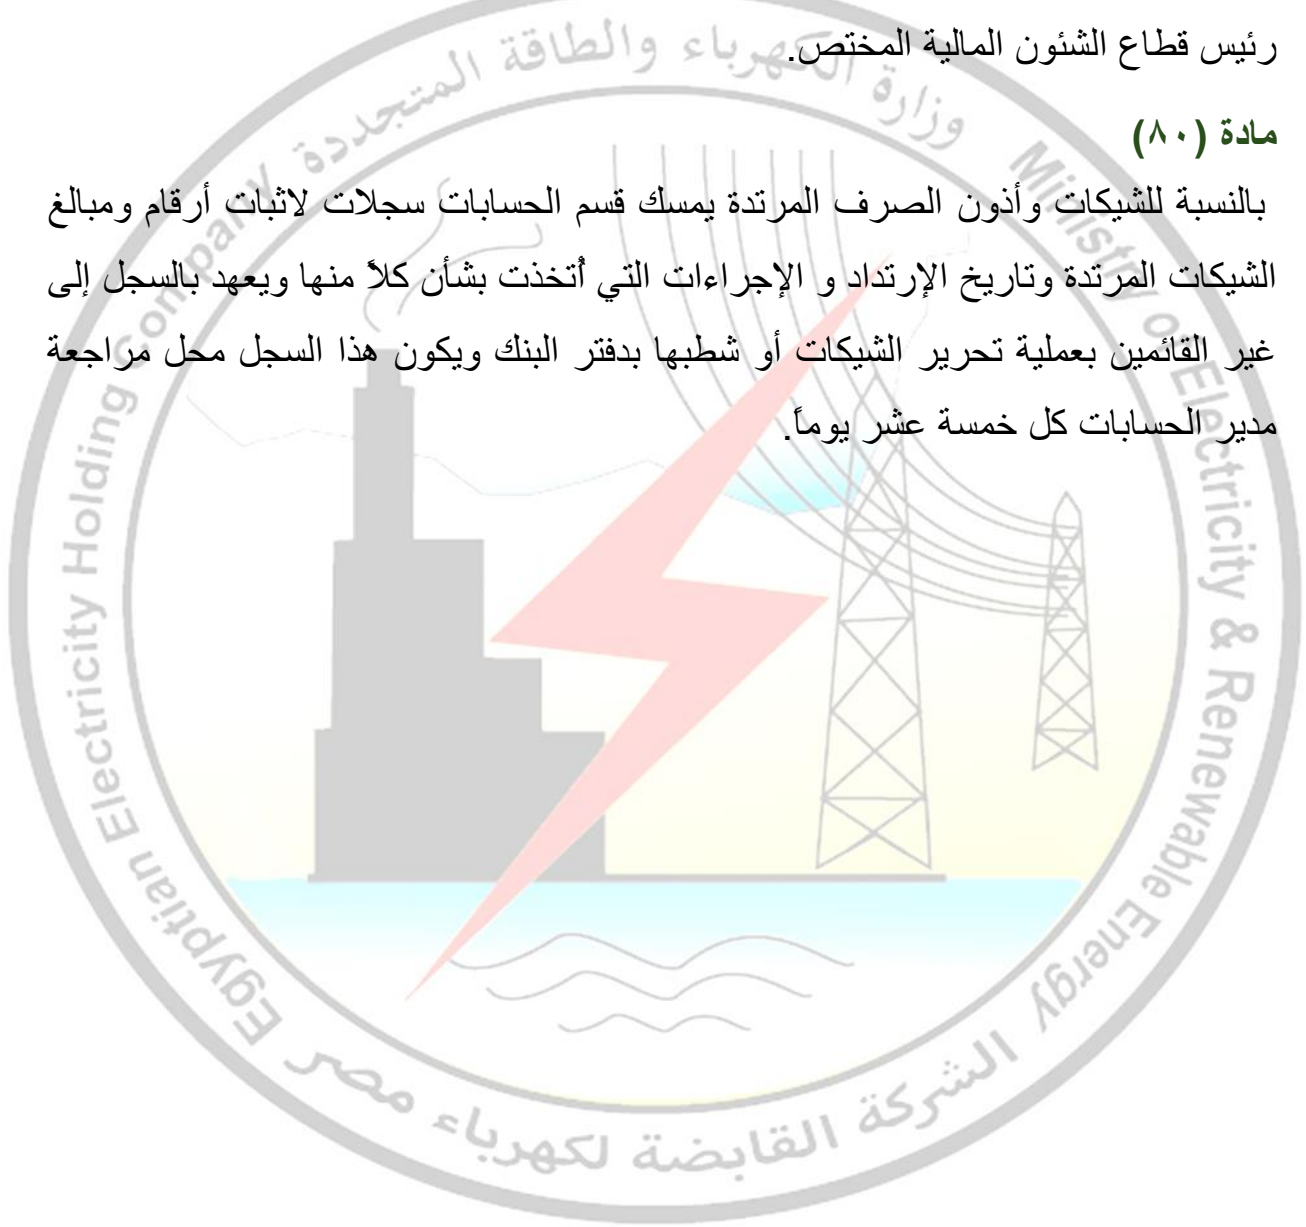 رئيس قطاع الشئون المالية المختص.
مادة (٨٠)
بالنسبة للشيكات وأذون الصرف المرتدة يمسك قسم الحسابات سجلات لاثبات أرقام ومبالغ
الشيكات المرتدة وتاريخ الإرتداد و الإجراءات التي أتخذت بشأن كلاً منها ويعهد بالسجل إلى
غير القائمين بعملية تحرير الشيكات أو شطبها بدفتر البنك ويكون هذا السجل محل مراجعة
مدير الحسابات كل خمسة عشر يوماً.
وزارة الكهرباء والطاقة المتجددة
Ministry of Electricity & Renewable Energy
Egyptian Electricity Holding Company
الشركة القابضة لكهرباء مصر